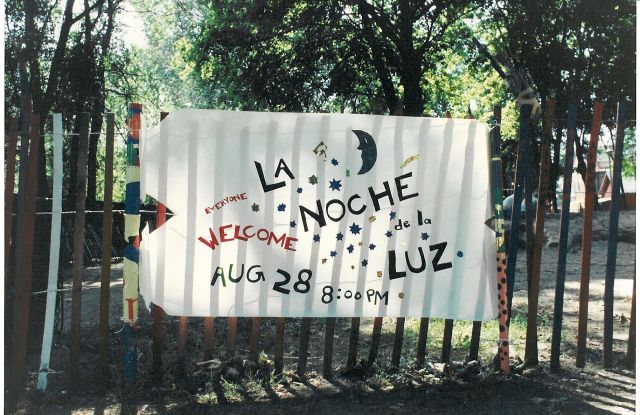 LA
NOCHE
de la
LUZ
EVERYONE
WELCOME
AUG 28 8:00 PM